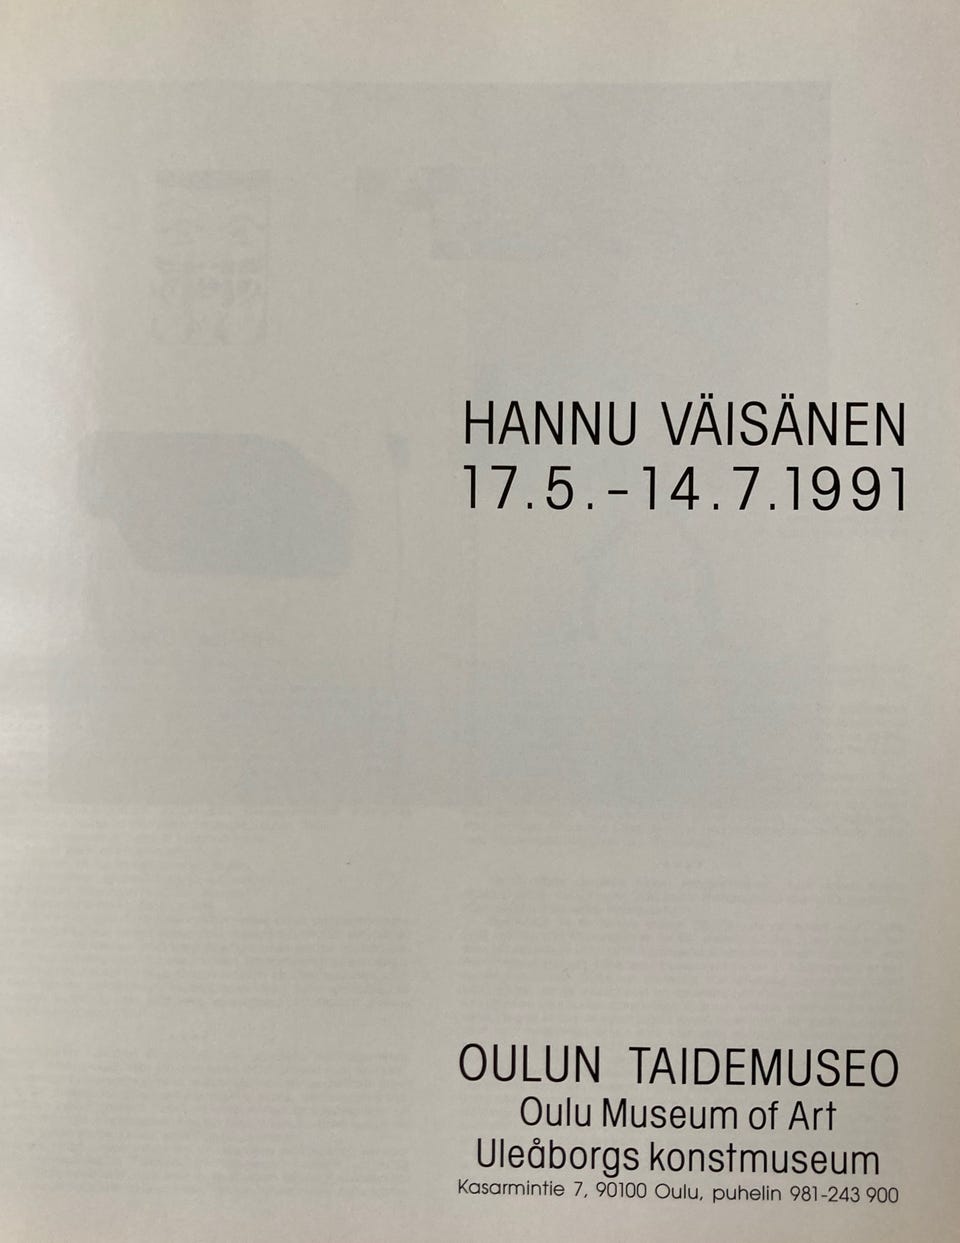 HANNU VÄISÄNEN
17.5.-14.7.1991
OULUN TAIDEMUSEO
Oulu Museum of Art
Uleåborgs konstmuseum
Kasarmintie 7, 90100 Oulu, puhelin 981-243 900